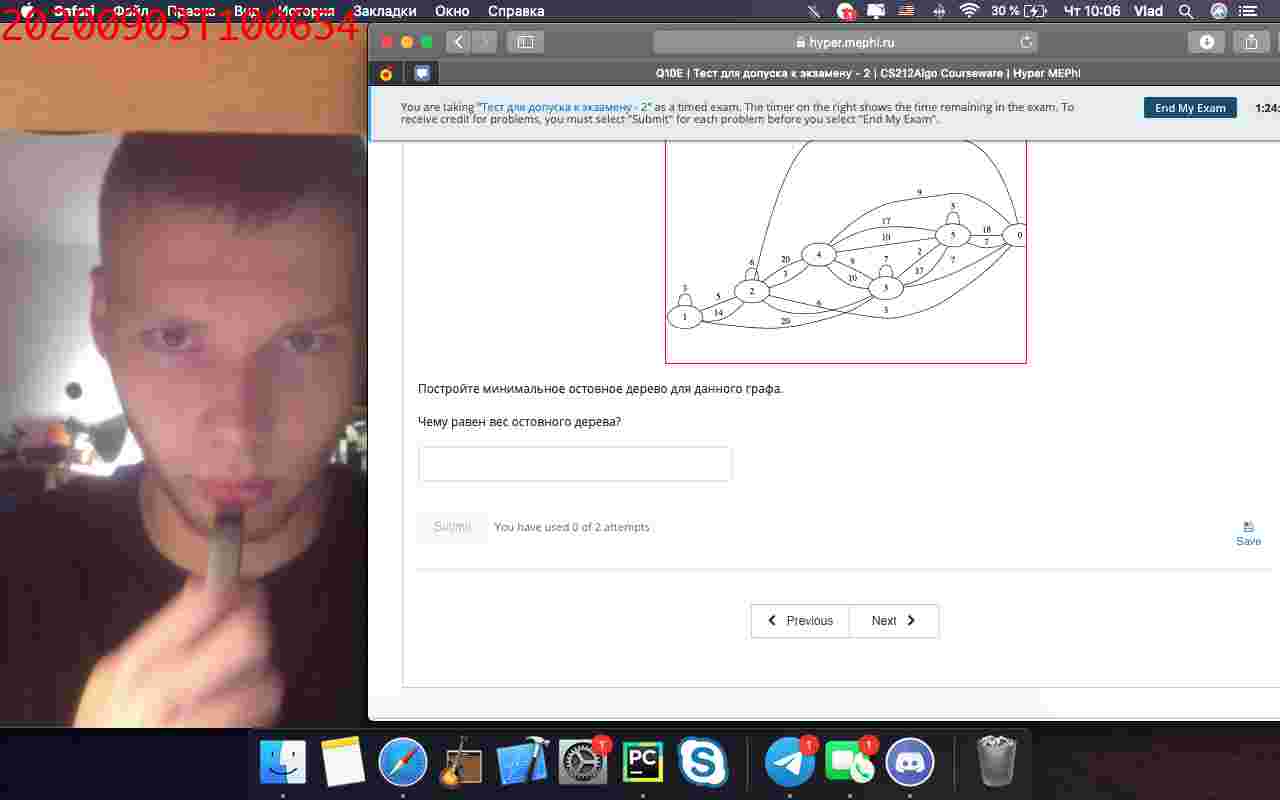 Safari Файл Правка Вид История Закладки Окно Справка 30 % Чт 10:06 Vlad
20200903T100654
hyper.mephi.ru
Q10E | Тест для допуска к экзамену - 2 | CS212Algo Courseware | Hyper MEPhI
You are taking "Тест для допуска к экзамену - 2" as a timed exam. The timer on the right shows the time remaining in the exam. To
receive credit for problems, you must select "Submit" for each problem before you select "End My Exam".
End My Exam
1:24:
9
5
17
18
10
5
0
7
4
20
9
2
7
6
7
10
17
3
2
3
5
14
6
3
1
20
Постройте минимальное остовное дерево для данного графа.
Чему равен вес остовного дерева?
Submit
You have used 0 of 2 attempts
Save
Previous
Next
PC
1
1
1